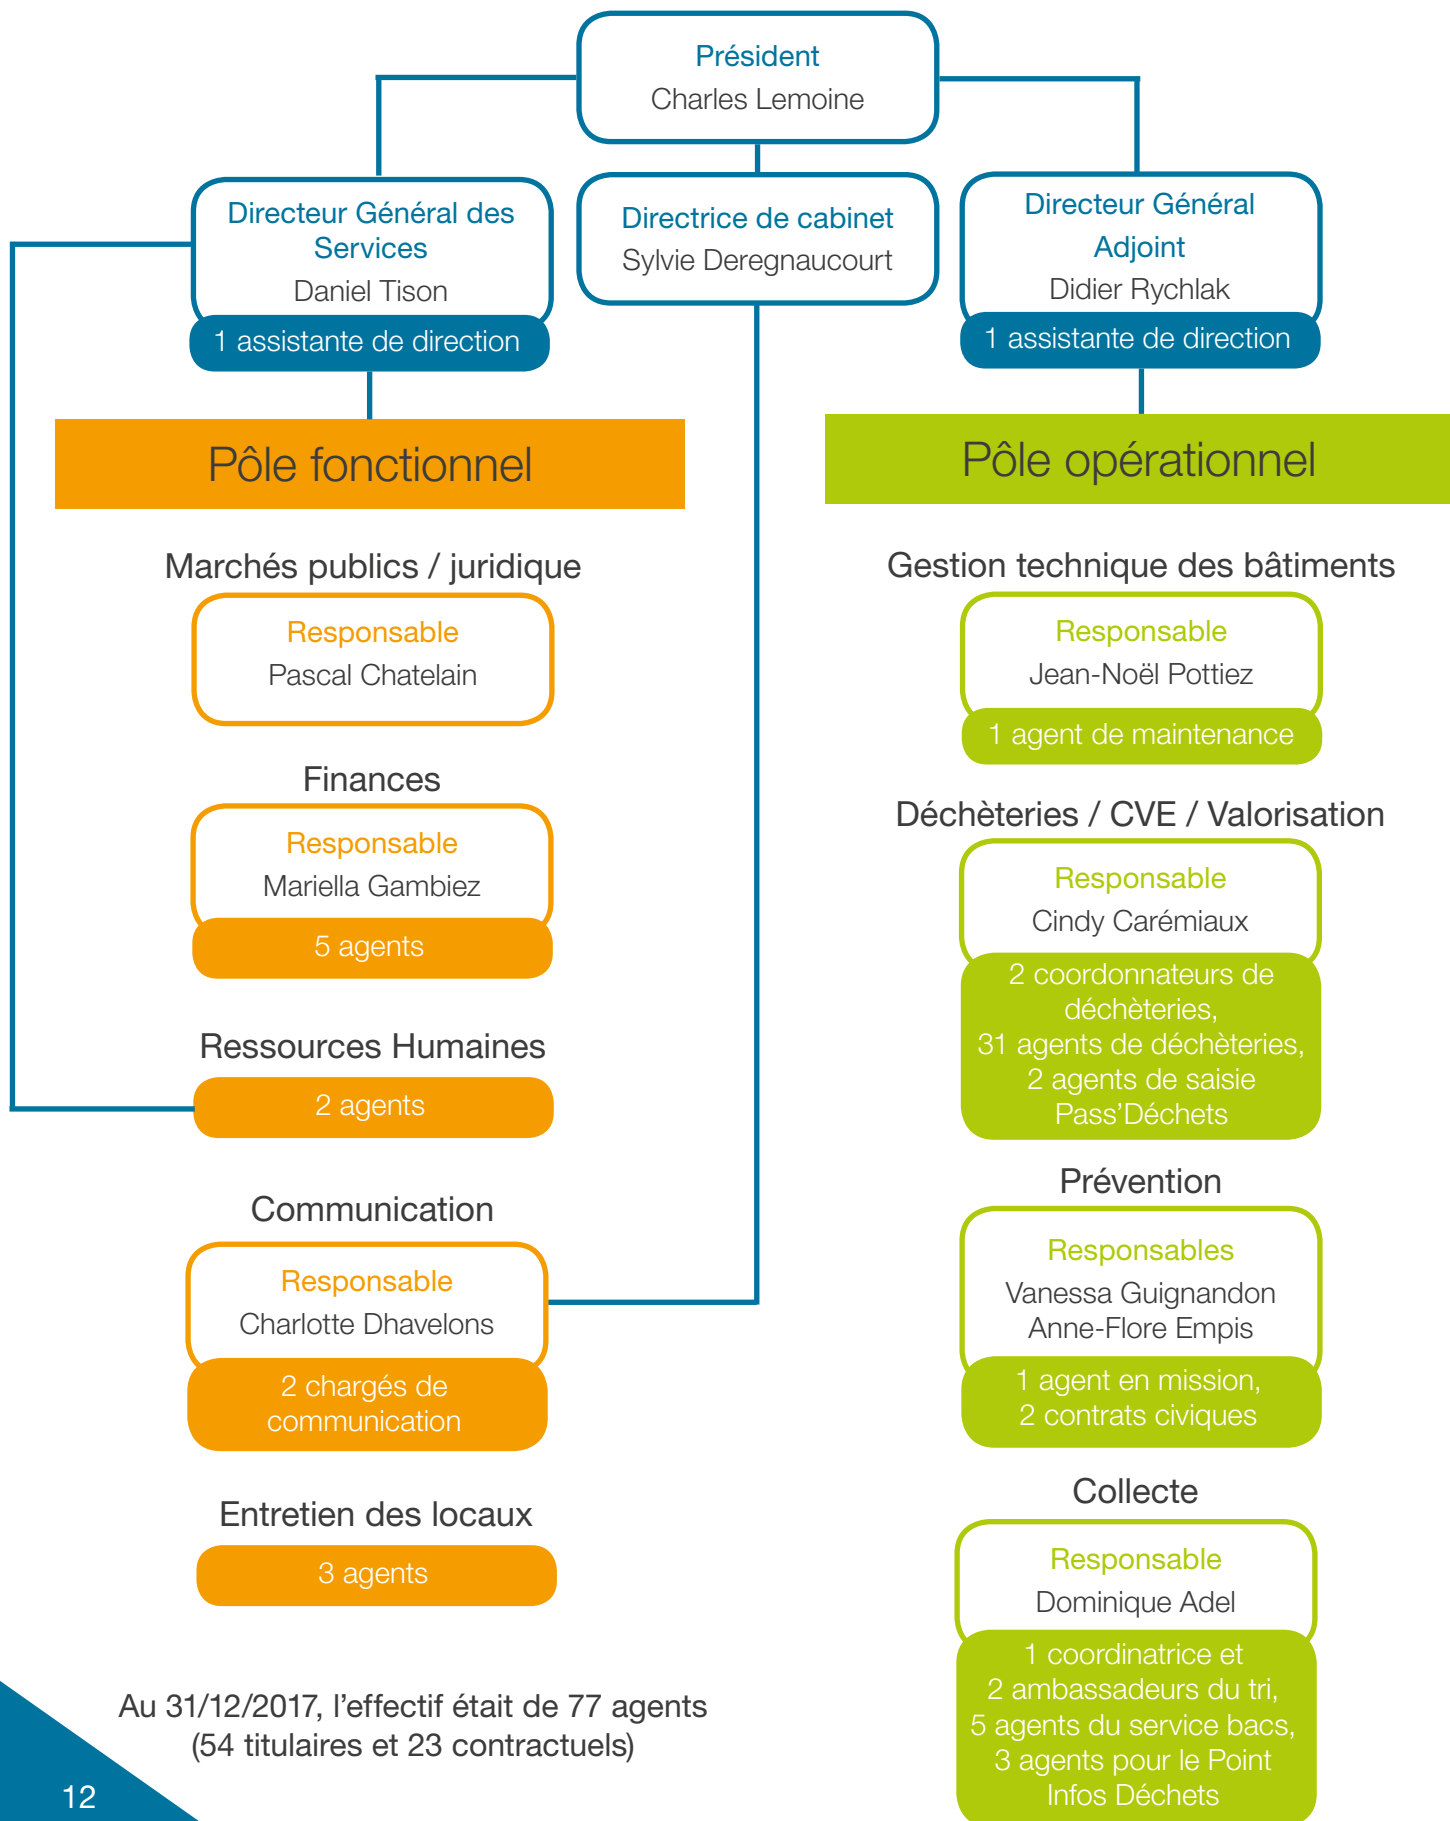 Président
Charles Lemoine
Directeur Général des
Services
Daniel Tison
1 assistante de direction
Directrice de cabinet
Sylvie Deregnaucourt
Directeur Général
Adjoint
Didier Rychlak
1 assistante de direction
Pôle fonctionnel
Marchés publics / juridique
Responsable
Pascal Chatelain
Finances
Responsable
Mariella Gambiez
5 agents
Ressources Humaines
2 agents
Communication
Responsable
Charlotte Dhavelons
2 chargés de
communication
Entretien des locaux
3 agents
Pôle opérationnel
Gestion technique des bâtiments
Responsable
Jean-Noël Pottiez
1 agent de maintenance
Déchèteries / CVE / Valorisation
Responsable
Cindy Carémiaux
2 coordonnateurs de
déchèteries,
31 agents de déchèteries,
2 agents de saisie
Pass’Déchets
Prévention
Responsables
Vanessa Guignandon
Anne-Flore Empis
1 agent en mission,
2 contrats civiques
Collecte
Responsable
Dominique Adel
1 coordinatrice et
2 ambassadeurs du tri,
5 agents du service bacs,
3 agents pour le Point
Infos Déchets
Au 31/12/2017, l’effectif était de 77 agents
(54 titulaires et 23 contractuels)
12